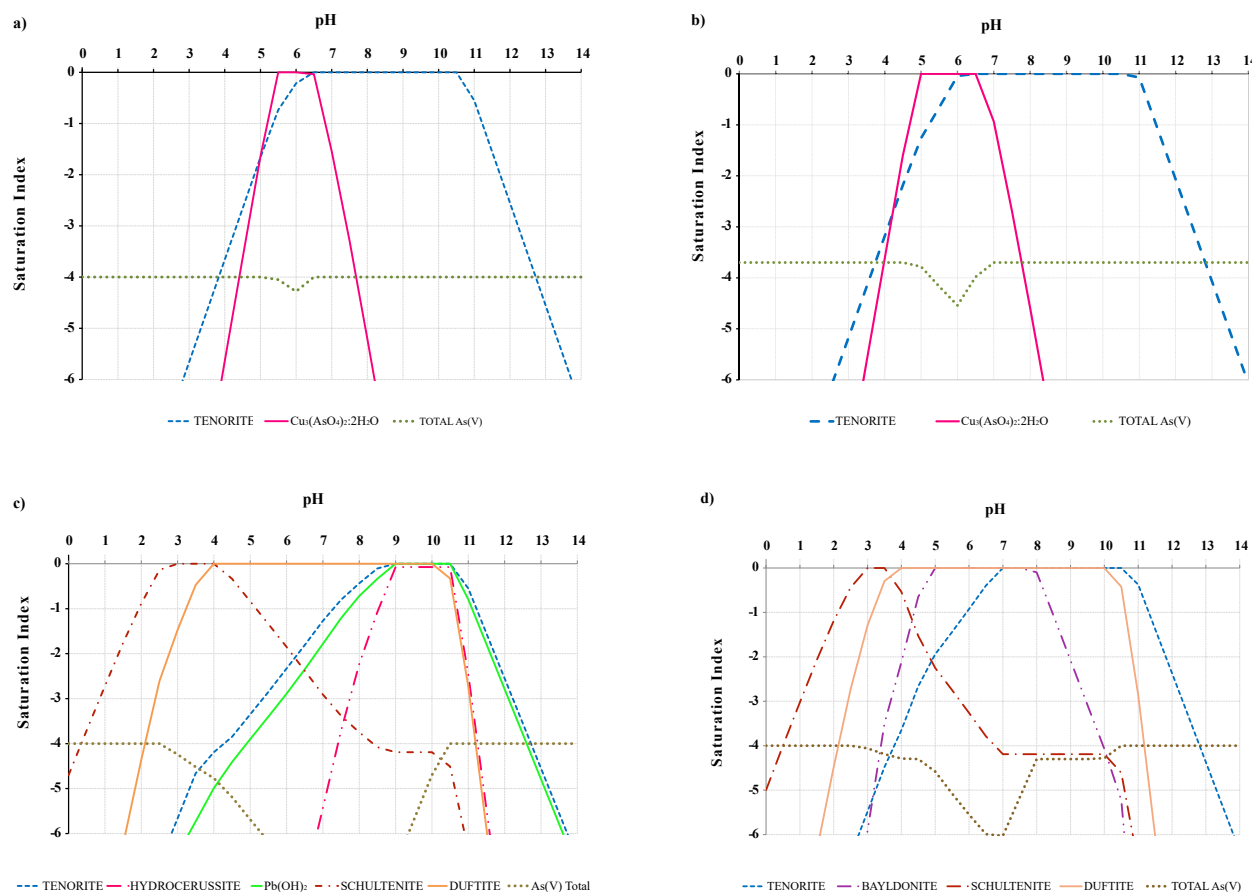 a)
pH
0 1 2 3 4 5 6 7 8 9 10 11 12 13 14
0
-1
-2
-3
-4
-5
-6
Saturation Index
TENORITE Cu₃(AsO₄)₂:2H₂O TOTAL As(V)
b)
pH
0 1 2 3 4 5 6 7 8 9 10 11 12 13 14
0
-1
-2
-3
-4
-5
-6
Saturation Index
TENORITE Cu₃(AsO₄)₂:2H₂O TOTAL As(V)
c)
pH
0 1 2 3 4 5 6 7 8 9 10 11 12 13 14
0
-1
-2
-3
-4
-5
-6
Saturation Index
TENORITE HYDROCERUSSITE Pb(OH)₂ SCHULTENITE DUFTITE As(V) Total
d)
pH
0 1 2 3 4 5 6 7 8 9 10 11 12 13 14
0
-1
-2
-3
-4
-5
-6
Saturation Index
TENORITE BAYLDONITE SCHULTENITE DUFTITE TOTAL As(V)